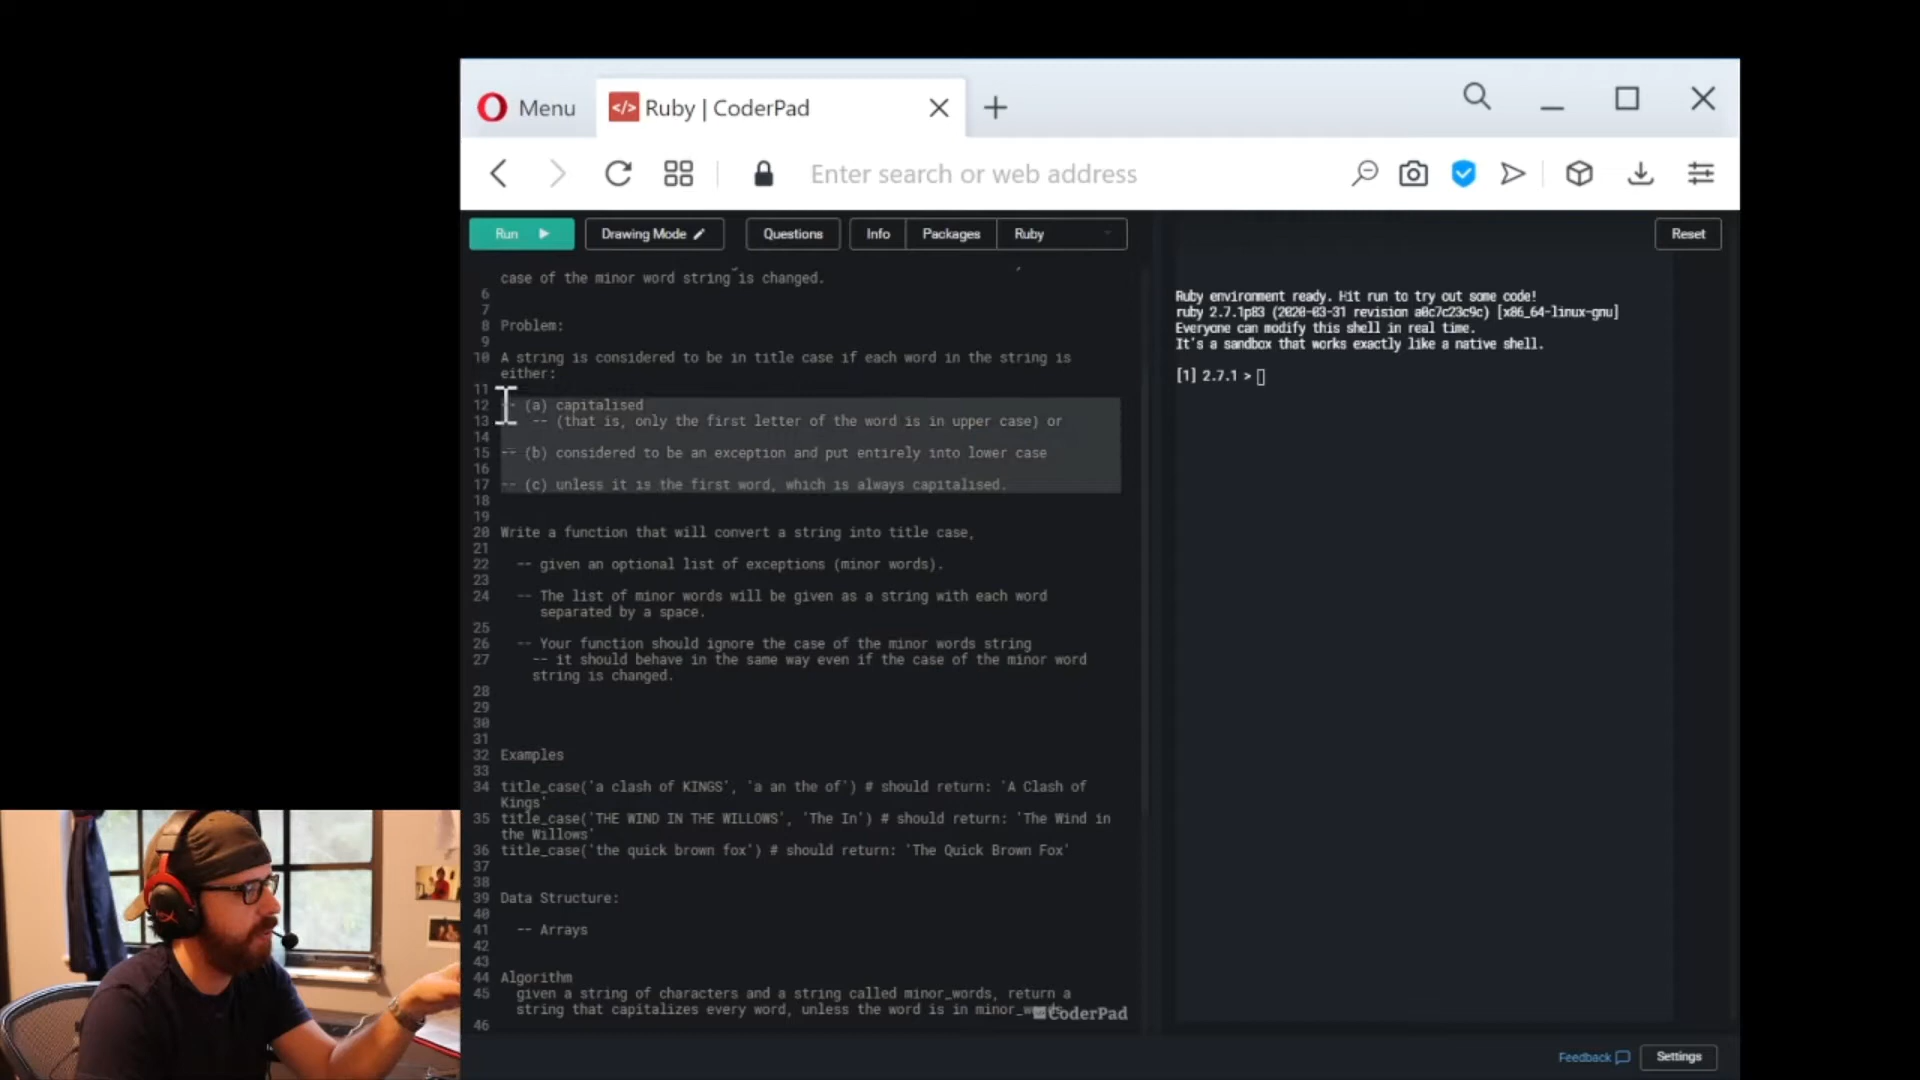 Menu
</> Ruby | CoderPad
Enter search or web address
Run
Drawing Mode
Questions
Info
Packages
Ruby
Reset
case of the minor word string is changed.
6
7
8 Problem:
9
10 A string is considered to be in title case if each word in the string is
either:
11
12 -- (a) capitalised
13 -- (that is, only the first letter of the word is in upper case) or
14
15 -- (b) considered to be an exception and put entirely into lower case
16
17 -- (c) unless it is the first word, which is always capitalised.
18
19
20 Write a function that will convert a string into title case,
21
22 -- given an optional list of exceptions (minor words).
23
24 -- The list of minor words will be given as a string with each word
separated by a space.
25
26 -- Your function should ignore the case of the minor words string
27 -- it should behave in the same way even if the case of the minor word
string is changed.
28
29
30
31
32 Examples
33
34 title_case('a clash of KINGS', 'a an the of') # should return: 'A Clash of
Kings'
35 title_case('THE WIND IN THE WILLOWS', 'The In') # should return: 'The Wind in
the Willows'
36 title_case('the quick brown fox') # should return: 'The Quick Brown Fox'
37
38
39 Data Structure:
40
41 -- Arrays
42
43
44 Algorithm
45 given a string of characters and a string called minor_words, return a
string that capitalizes every word, unless the word is in
46
CoderPad
Ruby environment ready. Hit run to try out some code!
ruby 2.7.1p83 (2020-03-31 revision a0c7c23c9c) [x86_64-linux-gnu]
Everyone can modify this shell in real time.
It's a sandbox that works exactly like a native shell.
[1] 2.7.1 >
Feedback
Settings